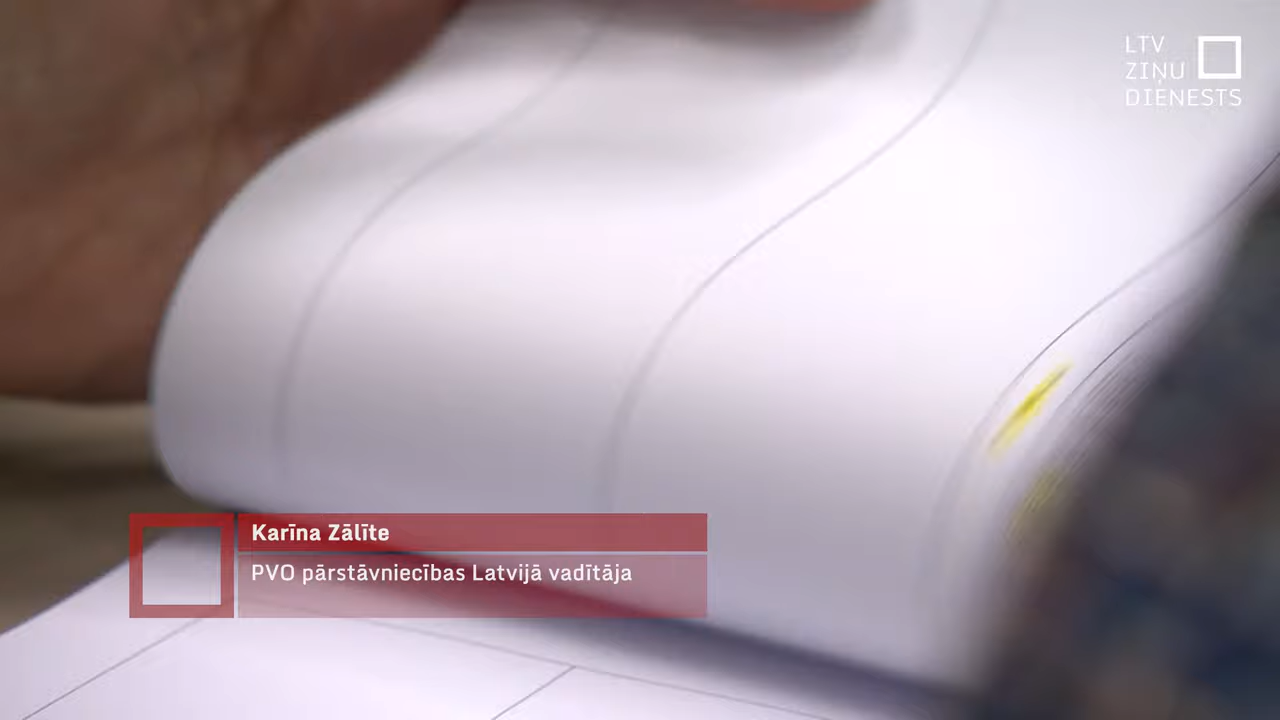 LTV
ZIŅU
DIENESTS
Karīna Zālīte
PVO pārstāvniecības Latvijā vadītāja